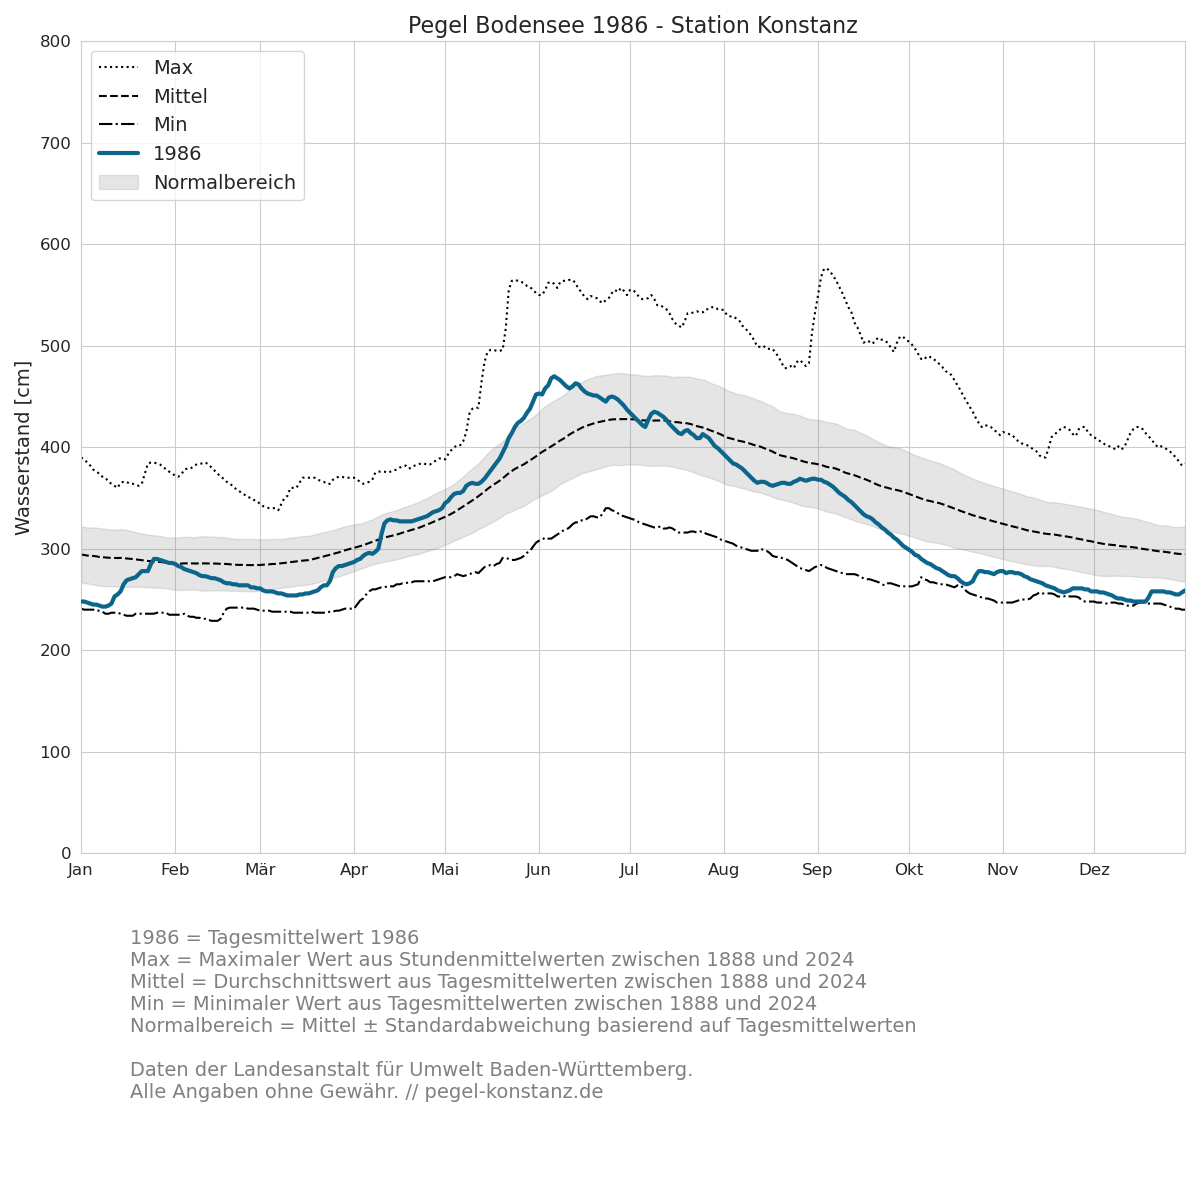 Pegel Bodensee 1986 - Station Konstanz
800
700
600
500
400
300
200
100
0
Wasserstand [cm]
Max
Mittel
Min
1986
Normalbereich
Jan Feb Mär Apr Mai Jun Jul Aug Sep Okt Nov Dez
1986 = Tagesmittelwert 1986
Max = Maximaler Wert aus Stundenmittelwerten zwischen 1888 und 2024
Mittel = Durchschnittswert aus Tagesmittelwerten zwischen 1888 und 2024
Min = Minimaler Wert aus Tagesmittelwerten zwischen 1888 und 2024
Normalbereich = Mittel ± Standardabweichung basierend auf Tagesmittelwerten
Daten der Landesanstalt für Umwelt Baden-Württemberg.
Alle Angaben ohne Gewähr. // pegel-konstanz.de